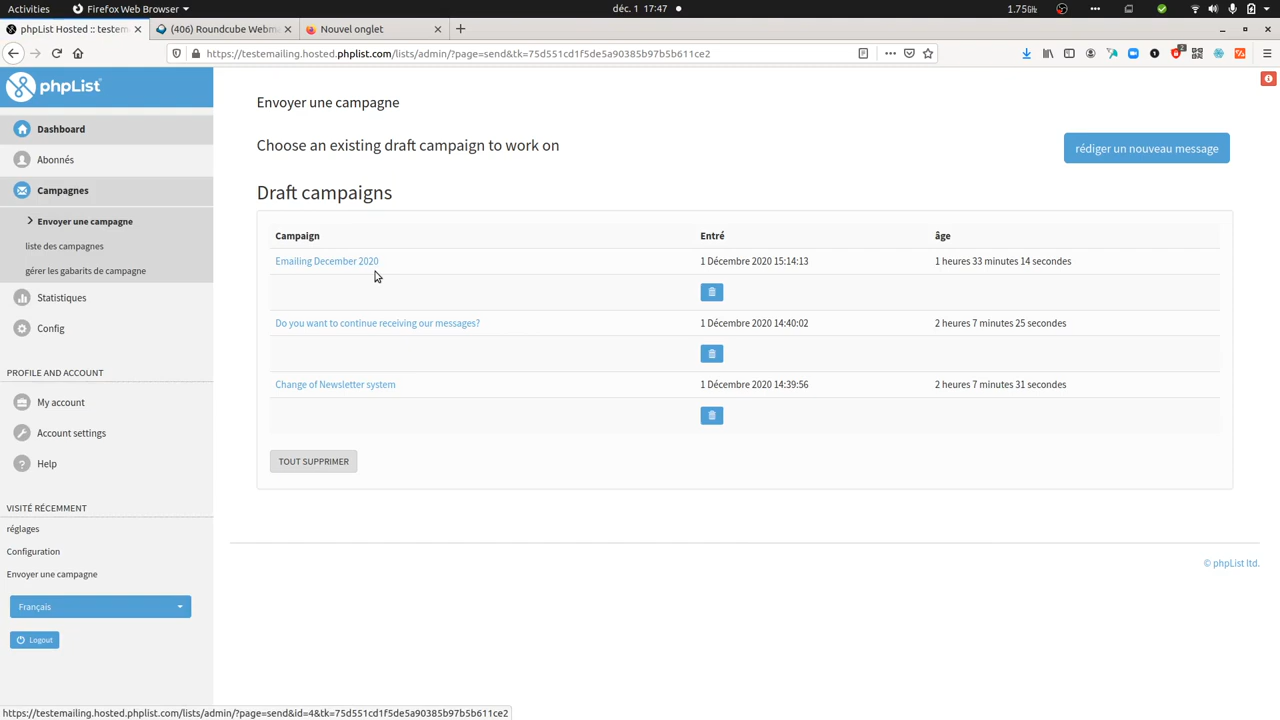 Activities
Firefox Web Browser
déc. 1 17:47
1.75GⓇ
phpList Hosted :: testem
(406) Roundcube Webma
Nouvel onglet
https://testemailing.hosted.phplist.com/lists/admin/?page=send&tk=75d551cd1f5de5a90385b97b5b611ce2
2
phpList
Envoyer une campagne
Dashboard
Choose an existing draft campaign to work on
rédiger un nouveau message
Abonnés
Campagnes
Draft campaigns
Envoyer une campagne
Campaign Entré âge
liste des campagnes
Emailing December 2020 1 Décembre 2020 15:14:13 1 heures 33 minutes 14 secondes
gérer les gabarits de campagne
Statistiques
Do you want to continue receiving our messages? 1 Décembre 2020 14:40:02 2 heures 7 minutes 25 secondes
Config
PROFILE AND ACCOUNT
Change of Newsletter system 1 Décembre 2020 14:39:56 2 heures 7 minutes 31 secondes
My account
Account settings
TOUT SUPPRIMER
Help
VISITÉ RÉCEMMENT
réglages
Configuration
© phpList ltd.
Envoyer une campagne
Français
Logout
https://testemailing.hosted.phplist.com/lists/admin/?page=send&id=4&tk=75d551cd1f5de5a90385b97b5b611ce2